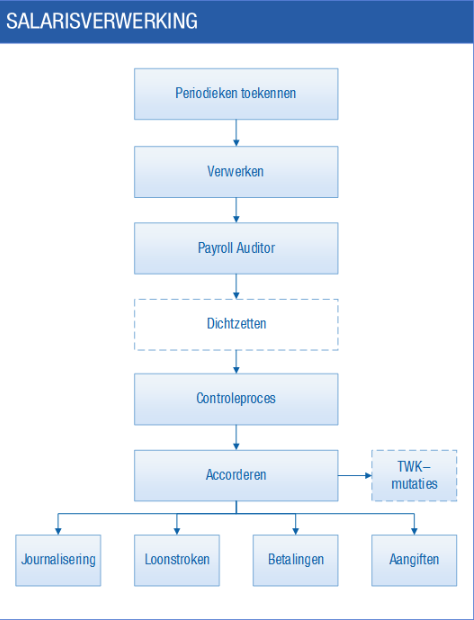 SALARISVERWERKING
Periodieken toekennen
Verwerken
Payroll Auditor
Dichtzetten
Controleproces
Accorderen
TWK–
mutaties
Journalisering
Loonstroken
Betalingen
Aangiften